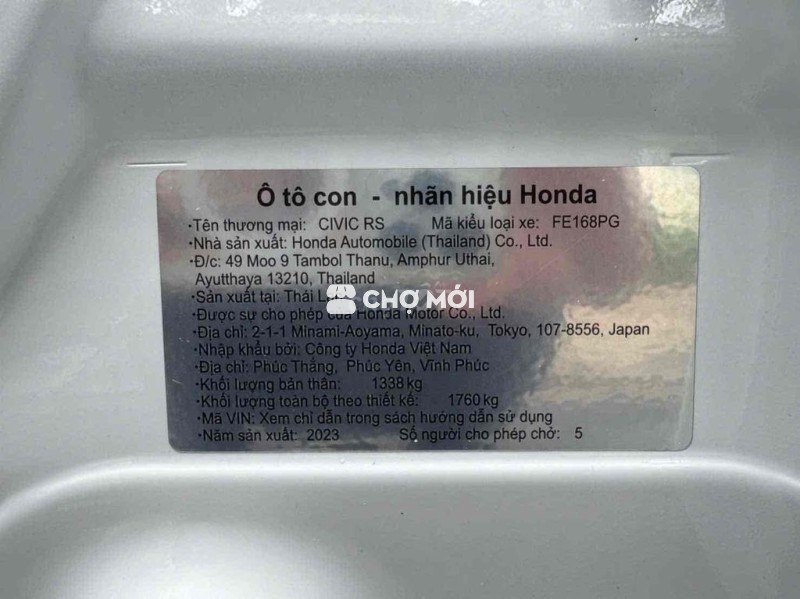 Ô tô con - nhãn hiệu Honda
·Tên thương mại: CIVIC RS Mã kiểu loại xe: FE168PG
·Nhà sản xuất: Honda Automobile (Thailand) Co., Ltd.
·Đ/c: 49 Moo 9 Tambol Thanu, Amphur Uthai,
Ayutthaya 13210, Thailand
·Sản xuất tại: Thái
CHỢ MỚI
·Được sự cho phép của Honda Motor Co., Ltd.
·Địa chỉ: 2-1-1 Minami-Aoyama, Minato-ku, Tokyo, 107-8556, Japan
·Nhập khẩu bởi: Công ty Honda Việt Nam
·Địa chỉ: Phúc Thắng, Phúc Yên, Vĩnh Phúc
·Khối lượng bản thân: 1338 kg
·Khối lượng toàn bộ theo thiết kế: 1760 kg
·Mã VIN: Xem chỉ dẫn trong sách hướng dẫn sử dụng
·Năm sản xuất: 2023 Số người cho phép chở: 5